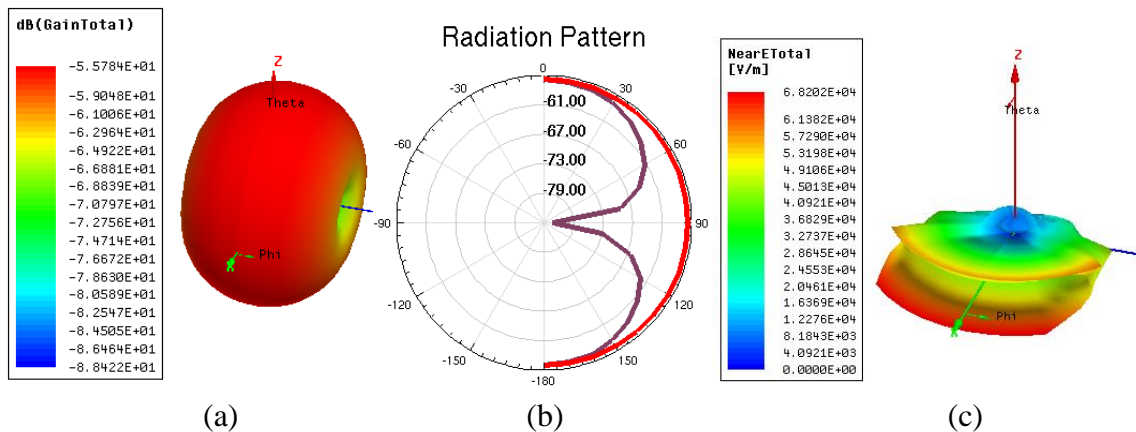 dB(GainTotal)
-5.5784E+01
-5.9048E+01
-6.1006E+01
-6.2964E+01
-6.4922E+01
-6.6881E+01
-6.8839E+01
-7.0797E+01
-7.2756E+01
-7.4714E+01
-7.6672E+01
-7.8630E+01
-8.0589E+01
-8.2547E+01
-8.4505E+01
-8.6464E+01
-8.8422E+01
Z
Theta
Phi
(a)
Radiation Pattern
0
-30
30
-61.00
-60
60
-67.00
-73.00
-79.00
-90
90
-120
120
-150
150
-180
(b)
NearETotal
[V/m]
6.8202E+04
6.1382E+04
5.7290E+04
5.3198E+04
4.9106E+04
4.5013E+04
4.0921E+04
3.6829E+04
3.2737E+04
2.8645E+04
2.4553E+04
2.0461E+04
1.6369E+04
1.2276E+04
8.1843E+03
4.0921E+03
0.0000E+00
Z
Theta
Phi
(c)